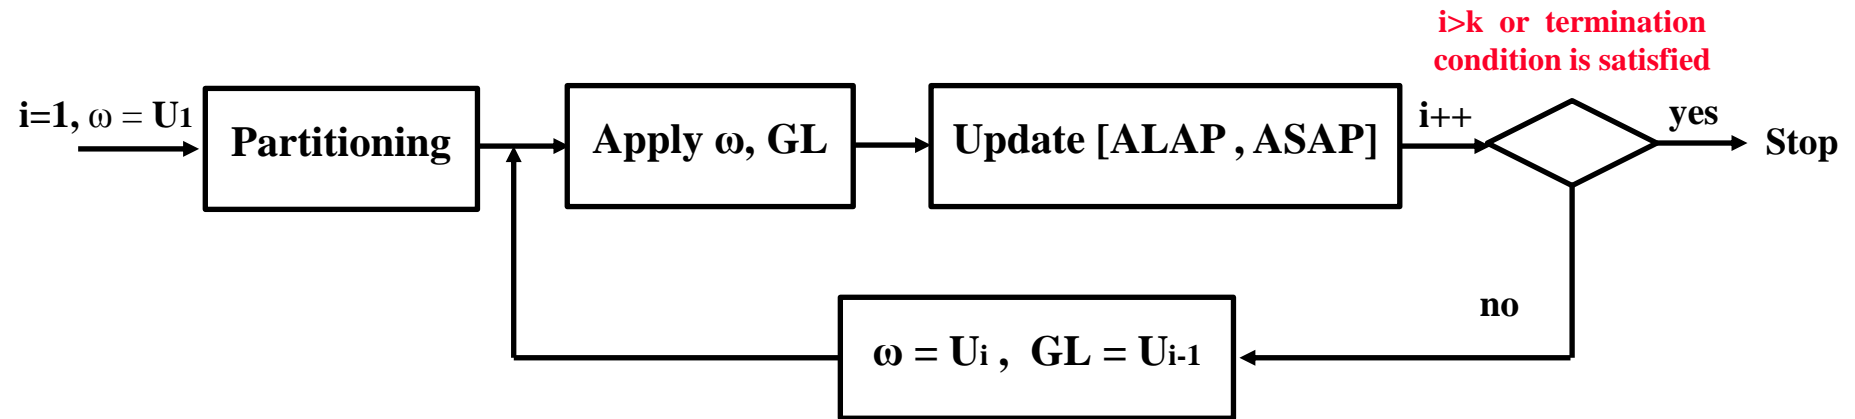 i>k or termination
condition is satisfied
i=1, ω = U1
Partitioning
Apply ω, GL
Update [ALAP , ASAP]
i++
yes
Stop
no
ω = Ui , GL = Ui-1